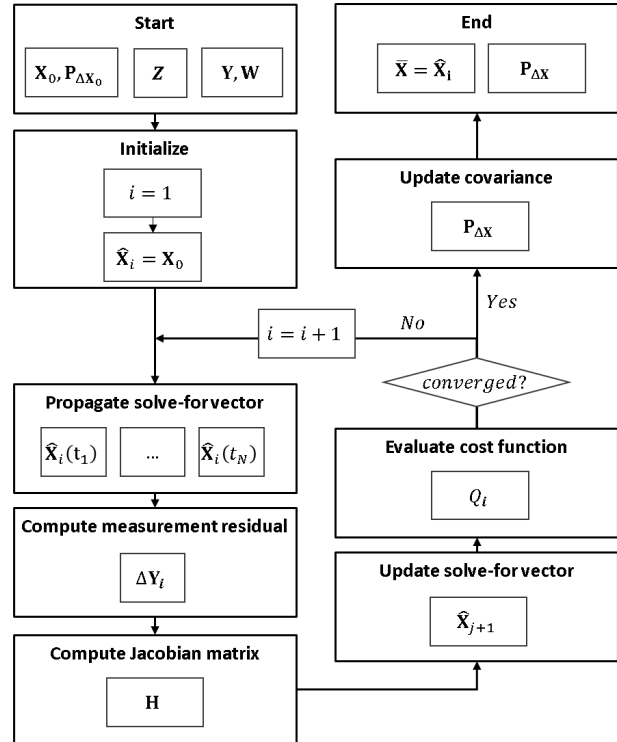 Start
X₀, P_ΔX₀
Z
Y, W
Initialize
i = 1
X̂ᵢ = X₀
i = i + 1
Propagate solve-for vector
X̂ᵢ(t₁)
...
X̂ᵢ(t_N)
Compute measurement residual
ΔYᵢ
Compute Jacobian matrix
H
Update solve-for vector
X̂ⱼ₊₁
Evaluate cost function
Qᵢ
converged?
No
Yes
Update covariance
P_ΔX
End
X̄ = X̂ᵢ
P_ΔX